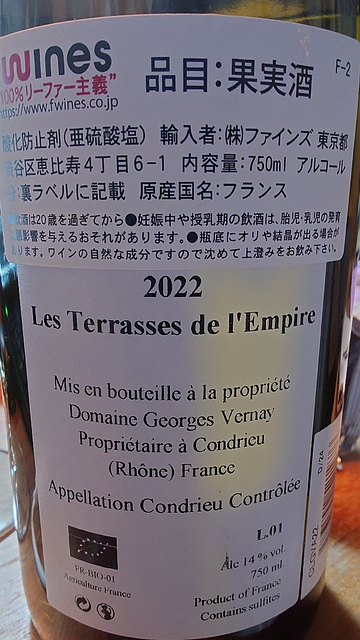 Wines
100%リーファー主義"
https://www.fwines.co.jp
品目:果実酒
F-2
酸化防止剤(亜硫酸塩) 輸入者:㈱ファインズ 東京都
渋谷区恵比寿4丁目6-1 内容量:750ml アルコール
分:裏ラベルに記載 原産国名:フランス
●飲酒は20歳を過ぎてから●妊娠中や授乳期の飲酒は、胎児・乳児の発育
に悪影響を与えるおそれがあります。●瓶底にオリや結晶が出る場合が
あります。ワインの自然な成分ですので沈めて上澄みをお飲み下さい。
2022
Les Terrasses de l'Empire
Mis en bouteille à la propriété
Domaine Georges Vernay
Propriétaire à Condrieu
(Rhône) France
Appellation Condrieu Contrôlée
FR-BIO-01
Agriculture France
L.01
Alc 14 % vol.
750 ml.
Product of France
Contains sulfites
D/24
CLGVA22